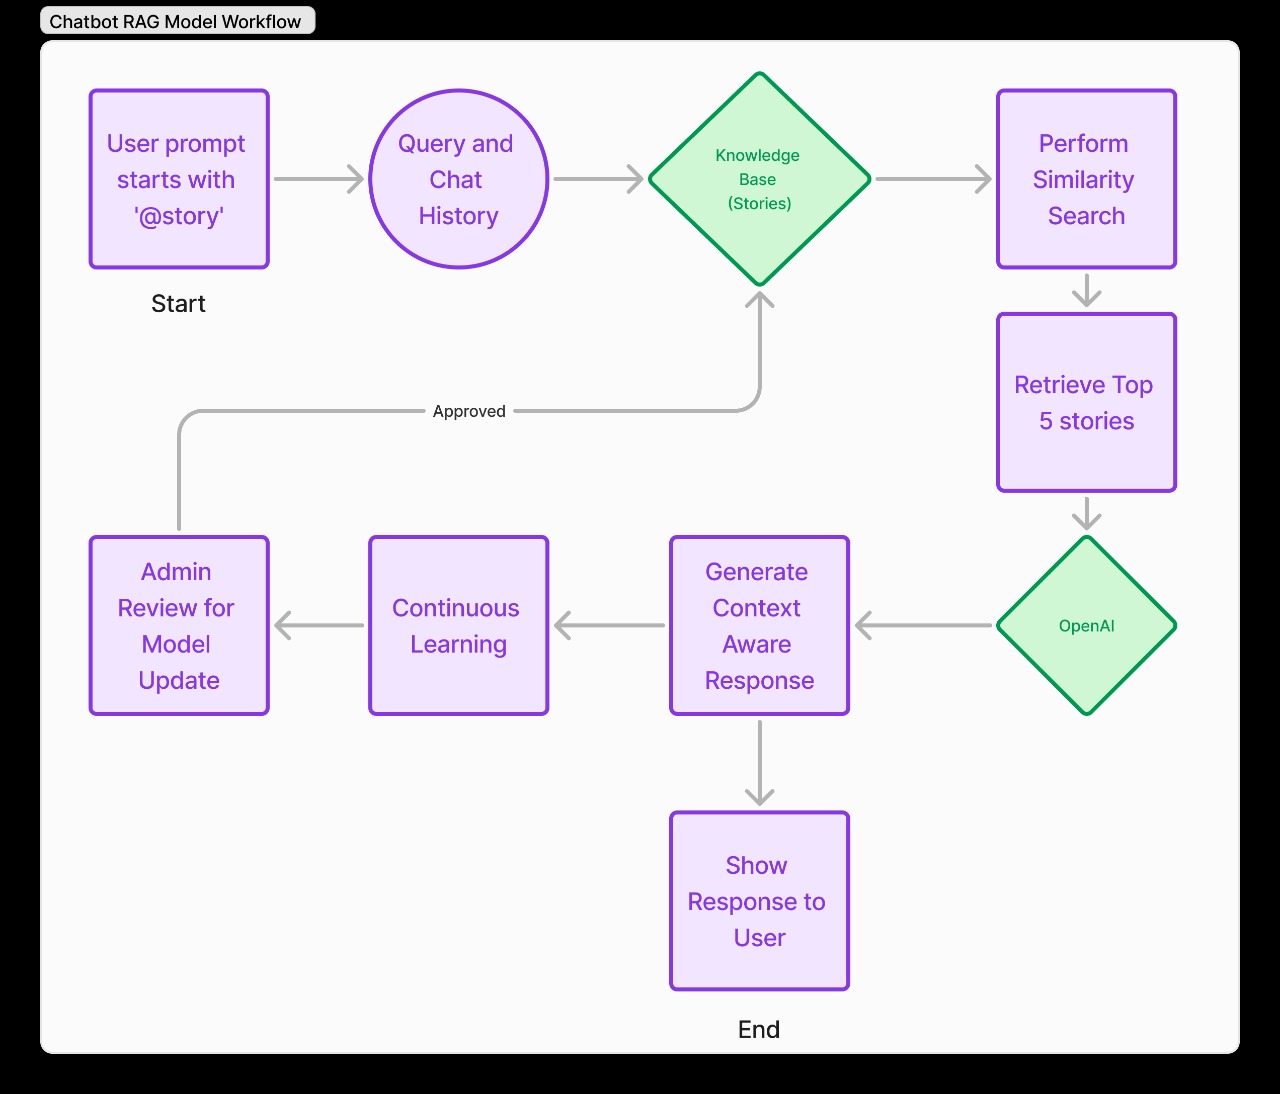 Chatbot RAG Model Workflow
User prompt
starts with
'@story'
Start
Query and
Chat
History
Knowledge
Base
(Stories)
Perform
Similarity
Search
Retrieve Top
5 stories
Approved
OpenAI
Generate
Context
Aware
Response
Continuous
Learning
Admin
Review for
Model
Update
Show
Response to
User
End